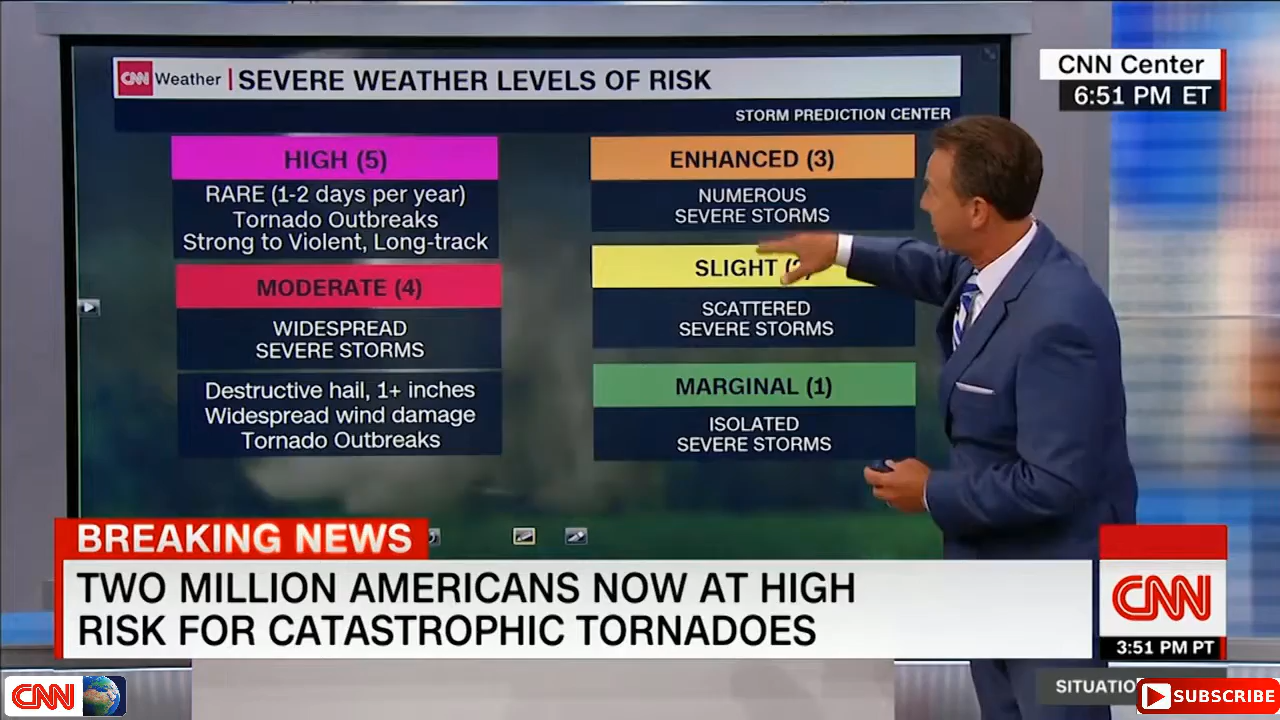 CNN Weather SEVERE WEATHER LEVELS OF RISK
STORM PREDICTION CENTER
HIGH (5)
RARE (1-2 days per year)
Tornado Outbreaks
Strong to Violent, Long-track
MODERATE (4)
WIDESPREAD
SEVERE STORMS
Destructive hail, 1+ inches
Widespread wind damage
Tornado Outbreaks
ENHANCED (3)
NUMEROUS
SEVERE STORMS
SLIGHT
SCATTERED
SEVERE STORMS
MARGINAL (1)
ISOLATED
SEVERE STORMS
CNN Center
6:51 PM ET
BREAKING NEWS
TWO MILLION AMERICANS NOW AT HIGH
RISK FOR CATASTROPHIC TORNADOES
CNN
3:51 PM PT
CNN
SUBSCRIBE